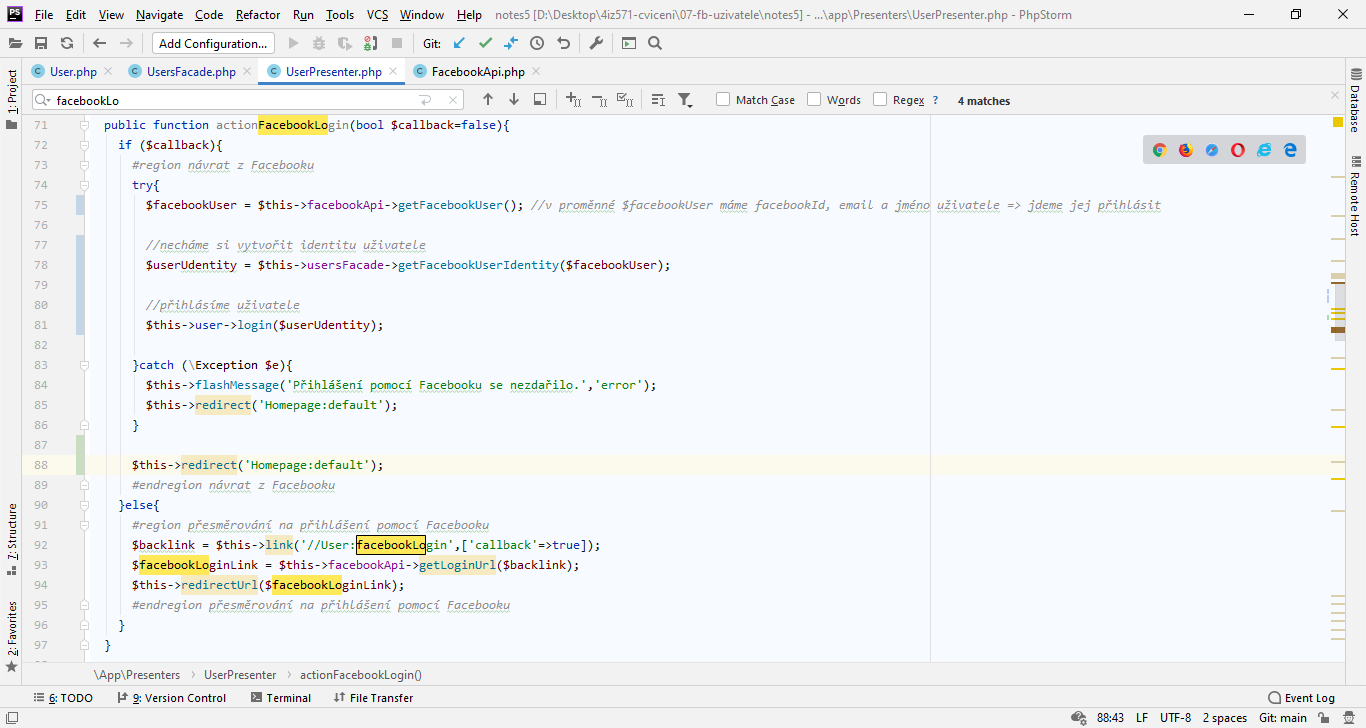 File Edit View Navigate Code Refactor Run Tools VCS Window Help notes5 [D:\Desktop\4iz571-cviceni\07-fb-uzivatele\notes5] - ...\app\Presenters\UserPresenter.php - PhpStorm
Add Configuration... Git:
User.php UsersFacade.php UserPresenter.php FacebookApi.php
facebookLo Match Case Words Regex ? 4 matches
71 public function actionFacebookLogin(bool $callback=false){
72 if ($callback){
73 #region návrat z Facebooku
74 try{
75 $facebookUser = $this->facebookApi->getFacebookUser(); //v proměnné $facebookUser máme facebookId, email a jméno uživatele => jdeme jej přihlásit
76
77 //necháme si vytvořit identitu uživatele
78 $userUdentity = $this->usersFacade->getFacebookUserIdentity($facebookUser);
79
80 //přihlásíme uživatele
81 $this->user->login($userUdentity);
82
83 }catch (\Exception $e){
84 $this->flashMessage('Přihlášení pomocí Facebooku se nezdařilo.','error');
85 $this->redirect('Homepage:default');
86 }
87
88 $this->redirect('Homepage:default');
89 #endregion návrat z Facebooku
90 }else{
91 #region přesměrování na přihlášení pomocí Facebooku
92 $backlink = $this->link('//User:facebookLogin',['callback'=>true]);
93 $facebookLoginLink = $this->facebookApi->getLoginUrl($backlink);
94 $this->redirectUrl($facebookLoginLink);
95 #endregion přesměrování na přihlášení pomocí Facebooku
96 }
97 }
\App\Presenters › UserPresenter › actionFacebookLogin()
6: TODO 9: Version Control Terminal File Transfer Event Log
88:43 LF UTF-8 2 spaces Git: main
1: Project
7: Structure
2: Favorites
Database
Remote Host